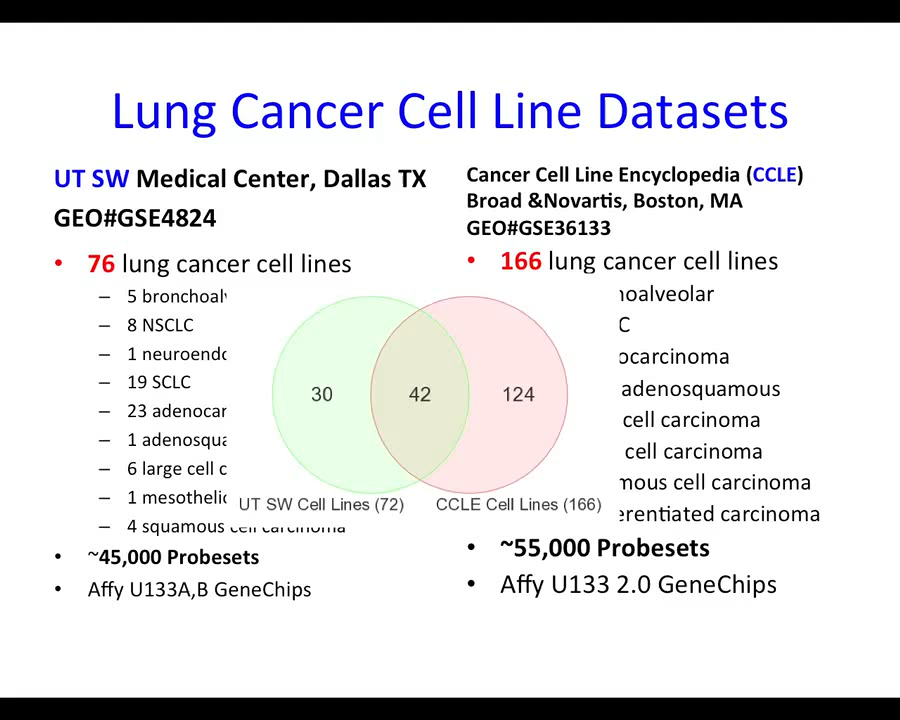 Lung Cancer Cell Line Datasets
UT SW Medical Center, Dallas TX
GEO#GSE4824
• 76 lung cancer cell lines
– 5 bronchoalv
– 8 NSCLC
– 1 neuroendo
– 19 SCLC
– 23 adenocar
– 1 adenosqua
– 6 large cell c
– 1 mesothelio
– 4 squamous cell carcinoma
• ~45,000 Probesets
• Affy U133A,B GeneChips
Cancer Cell Line Encyclopedia (CCLE)
Broad &Novartis, Boston, MA
GEO#GSE36133
• 166 lung cancer cell lines
hoalveolar
C
ocarcinoma
adenosquamous
cell carcinoma
cell carcinoma
mous cell carcinoma
erentiated carcinoma
• ~55,000 Probesets
• Affy U133 2.0 GeneChips
30
42
124
UT SW Cell Lines (72)
CCLE Cell Lines (166)